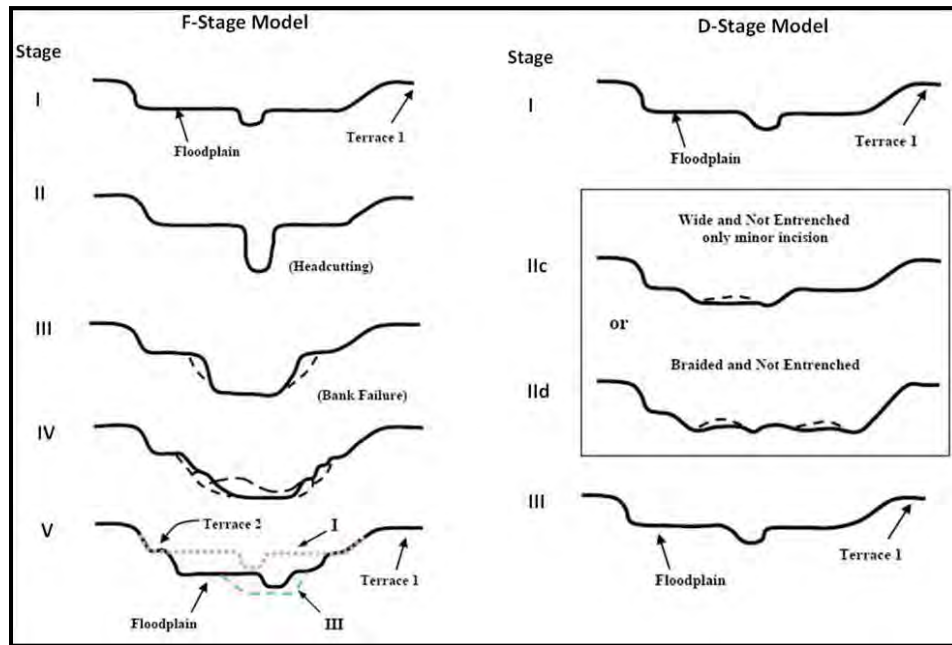 F-Stage Model
Stage
I
Floodplain
Terrace 1
II
(Headcutting)
III
(Bank Failure)
IV
V
Terrace 2
I
Terrace 1
Floodplain
III
D-Stage Model
Stage
I
Floodplain
Terrace 1
Wide and Not Entrenched
only minor incision
IIc
or
Braided and Not Entrenched
IId
III
Floodplain
Terrace 1